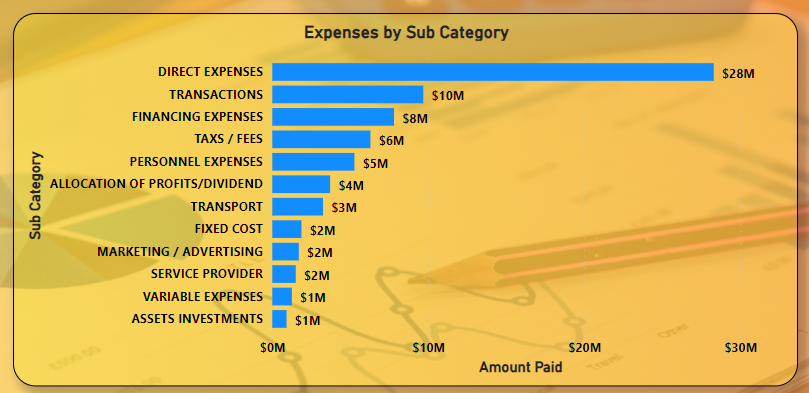 Expenses by Sub Category
Sub Category
DIRECT EXPENSES $28M
TRANSACTIONS $10M
FINANCING EXPENSES $8M
TAXS / FEES $6M
PERSONNEL EXPENSES $5M
ALLOCATION OF PROFITS/DIVIDEND $4M
TRANSPORT $3M
FIXED COST $2M
MARKETING / ADVERTISING $2M
SERVICE PROVIDER $2M
VARIABLE EXPENSES $1M
ASSETS INVESTMENTS $1M
$0M $10M $20M $30M
Amount Paid
Travel
Other